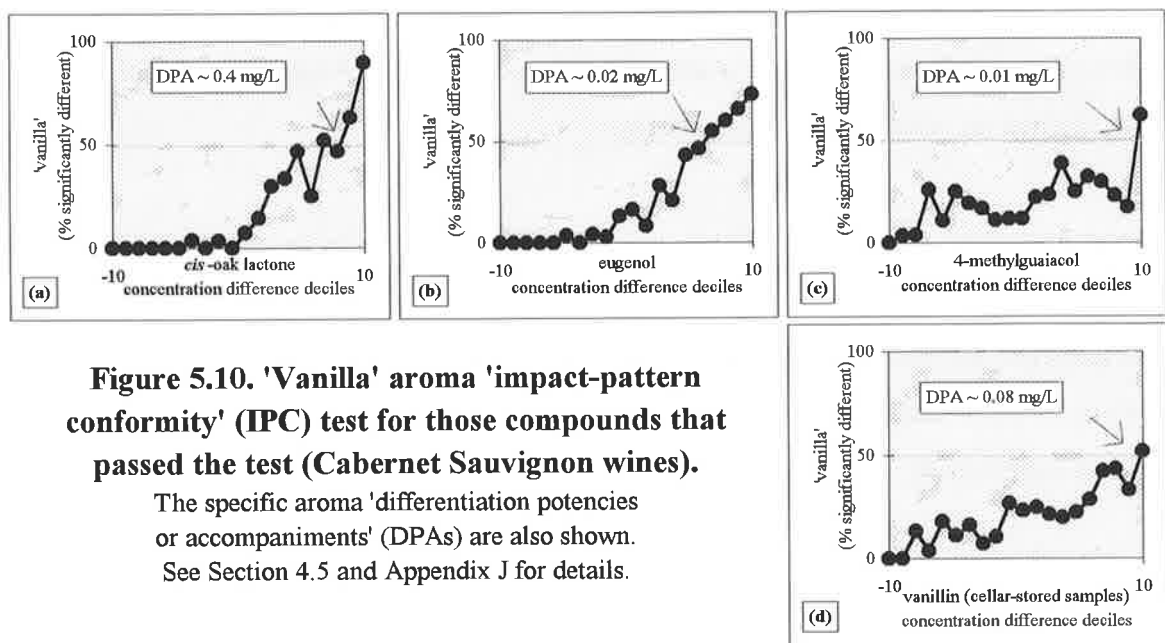 100
DPA ~ 0.4 mg/L
'vanilla'
(% significantly different)
50
0
-10
cis -oak lactone
10
concentration difference deciles
(a)
100
DPA ~ 0.02 mg/L
'vanilla'
(% significantly different)
50
0
-10
eugenol
10
concentration difference deciles
(b)
100
DPA ~ 0.01 mg/L
'vanilla'
(% significantly different)
50
0
-10
4-methylguaiacol
10
concentration difference deciles
(c)
Figure 5.10. 'Vanilla' aroma 'impact-pattern
conformity' (IPC) test for those compounds that
passed the test (Cabernet Sauvignon wines).
The specific aroma 'differentiation potencies
or accompaniments' (DPAs) are also shown.
See Section 4.5 and Appendix J for details.
100
DPA ~ 0.08 mg/L
'vanilla'
(% significantly different)
50
0
-10
10
vanillin (cellar-stored samples)
concentration difference deciles
(d)